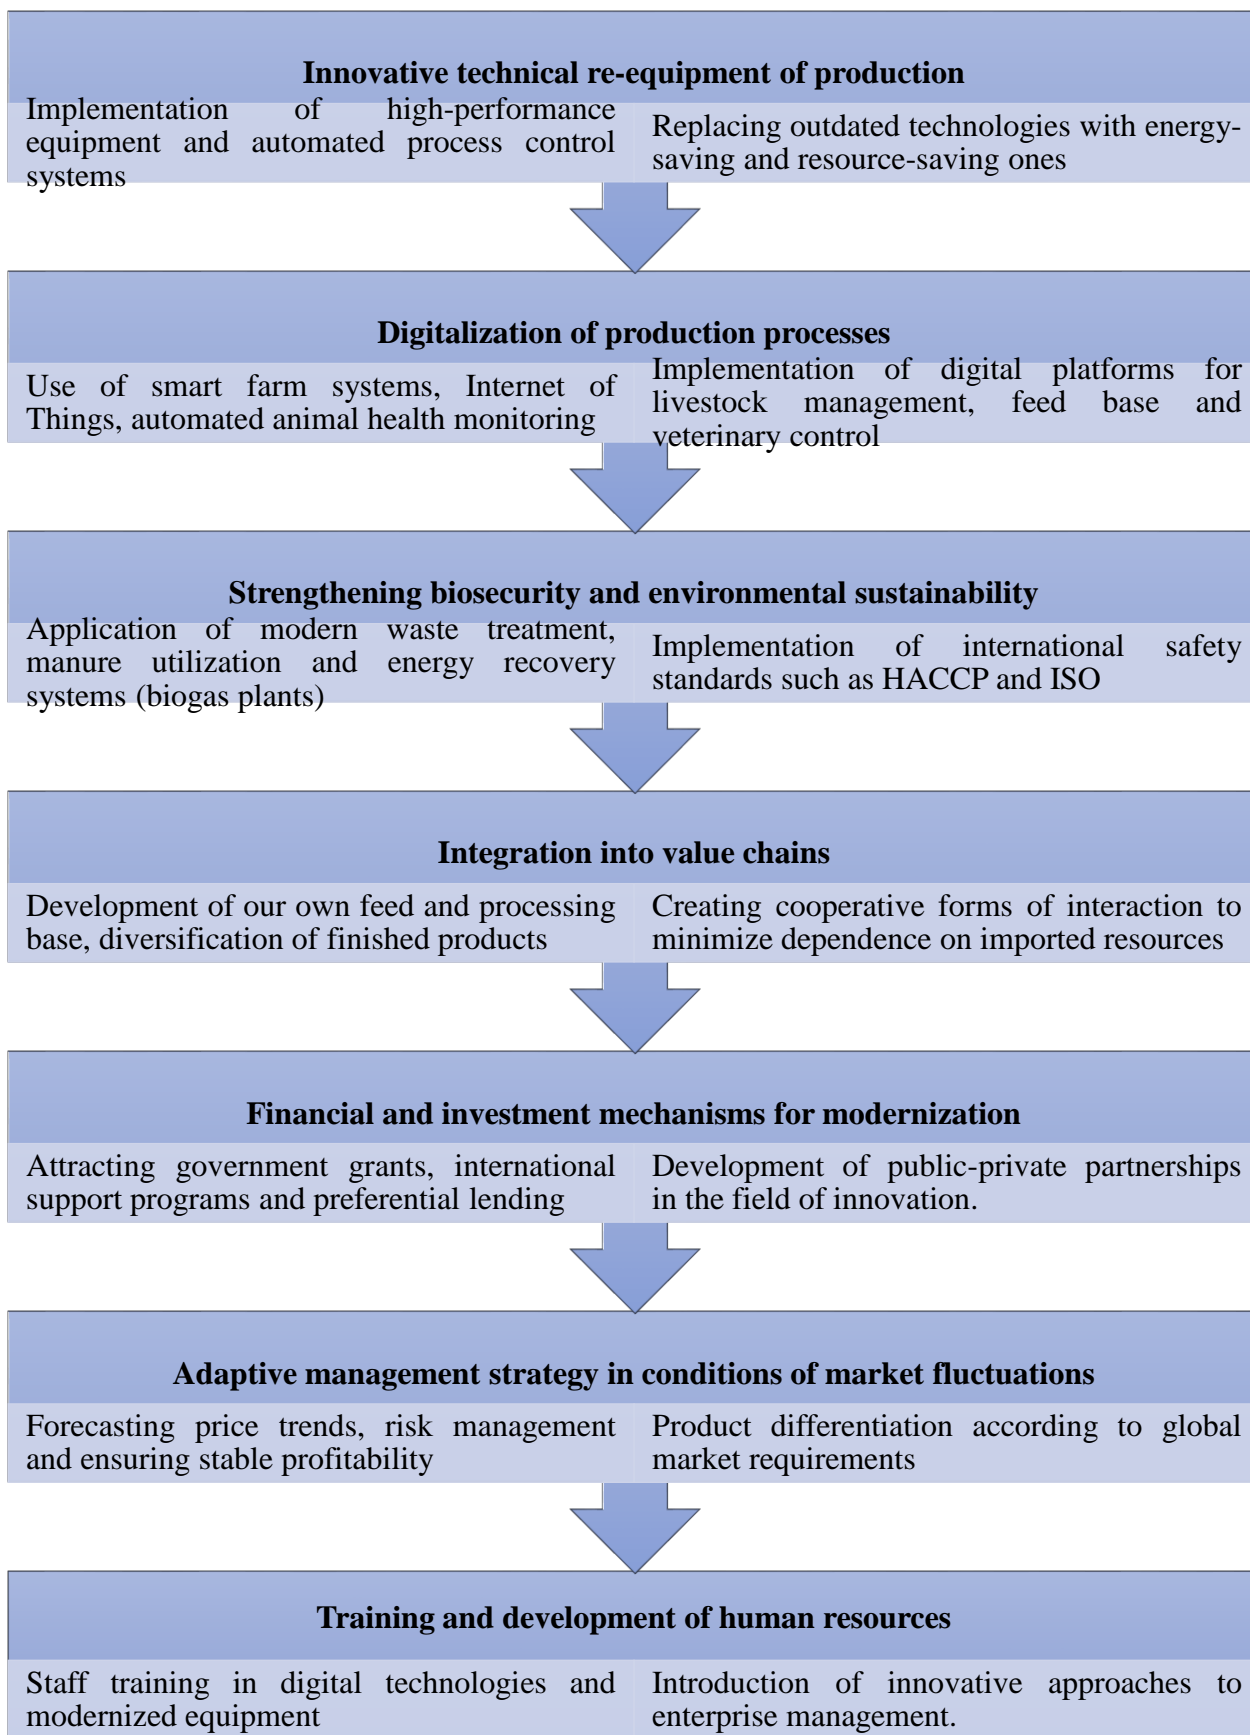 Innovative technical re-equipment of production
Implementation of high-performance
equipment and automated process control
systems
Replacing outdated technologies with energy-
saving and resource-saving ones
Digitalization of production processes
Use of smart farm systems, Internet of
Things, automated animal health monitoring
Implementation of digital platforms for
livestock management, feed base and
veterinary control
Strengthening biosecurity and environmental sustainability
Application of modern waste treatment,
manure utilization and energy recovery
systems (biogas plants)
Implementation of international safety
standards such as HACCP and ISO
Integration into value chains
Development of our own feed and processing
base, diversification of finished products
Creating cooperative forms of interaction to
minimize dependence on imported resources
Financial and investment mechanisms for modernization
Attracting government grants, international
support programs and preferential lending
Development of public-private partnerships
in the field of innovation.
Adaptive management strategy in conditions of market fluctuations
Forecasting price trends, risk management
and ensuring stable profitability
Product differentiation according to global
market requirements
Training and development of human resources
Staff training in digital technologies and
modernized equipment
Introduction of innovative approaches to
enterprise management.